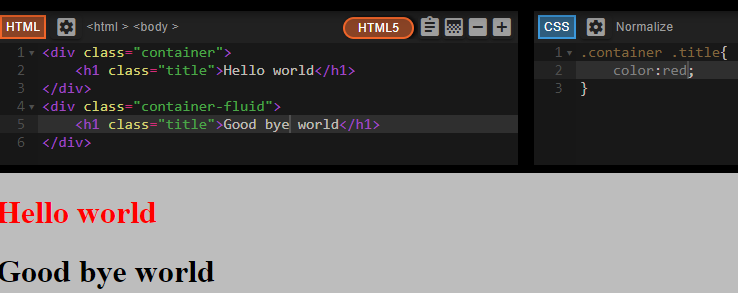 HTML <html > <body > HTML5
1 <div class="container">
2 <h1 class="title">Hello world</h1>
3 </div>
4 <div class="container-fluid">
5 <h1 class="title">Good bye world</h1>
6 </div>
CSS Normalize
1 .container .title{
2 color:red;
3 }
Hello world
Good bye world